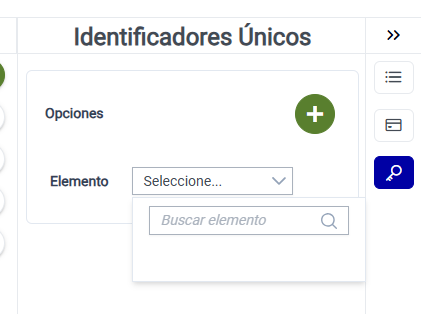 Identificadores Únicos
Opciones
Elemento
Seleccione...
Buscar elemento